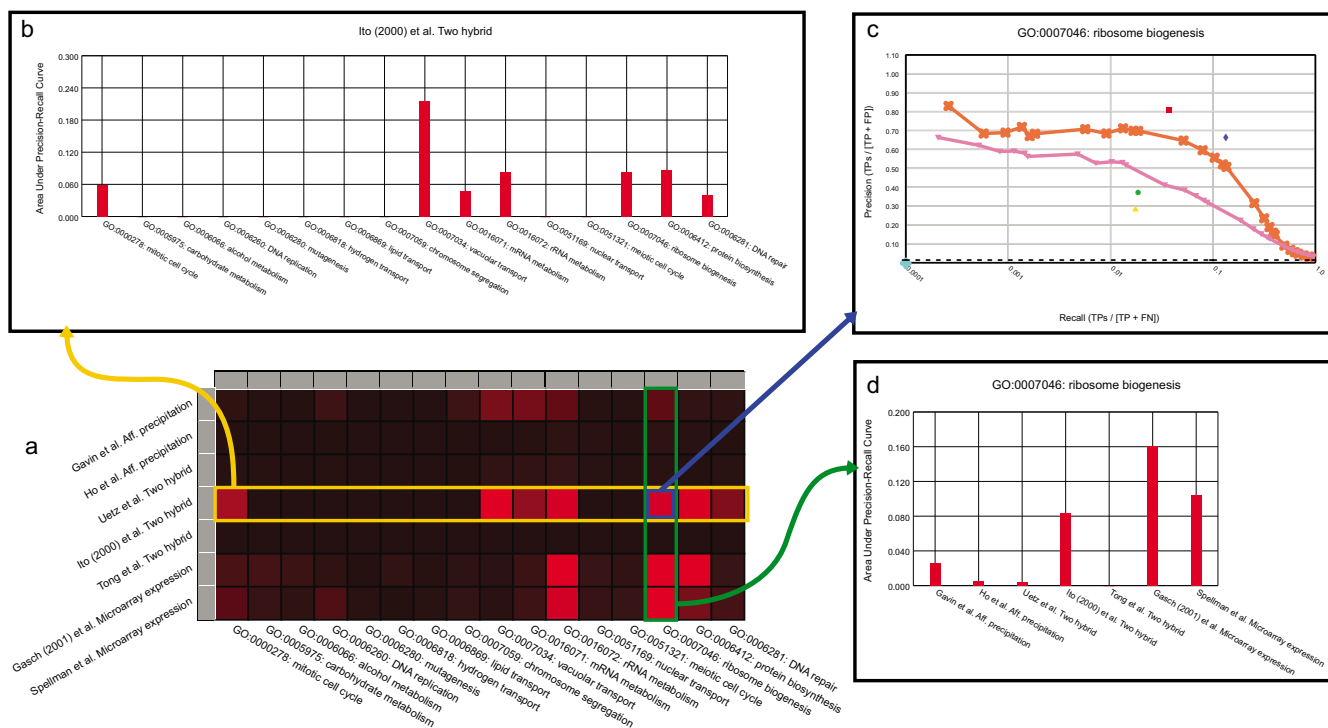 b
Ito (2000) et al. Two hybrid
Area Under Precision-Recall Curve
0.300
0.240
0.180
0.120
0.060
0.000
GO:0000278: mitotic cell cycle
GO:0005975: carbohydrate metabolism
GO:0006066: alcohol metabolism
GO:0006260: DNA replication
GO:0006280: mutagenesis
GO:0006818: hydrogen transport
GO:0006869: lipid transport
GO:0007059: chromosome segregation
GO:0007034: vacuolar transport
GO:0016071: mRNA metabolism
GO:0016072: rRNA metabolism
GO:0051169: nuclear transport
GO:0051321: meiotic cell cycle
GO:0007046: ribosome biogenesis
GO:0006412: protein biosynthesis
GO:0006281: DNA repair
c
GO:0007046: ribosome biogenesis
Precision (TPs / [TP + FP])
1.10
1.00
0.90
0.80
0.70
0.60
0.50
0.40
0.30
0.20
0.10
0.0001
0.001
0.01
0.1
1.0
Recall (TPs / [TP + FN])
a
Gavin et al. Aff. precipitation
Ho et al. Aff. precipitation
Uetz et al. Two hybrid
Ito (2000) et al. Two hybrid
Tong et al. Two hybrid
Gasch (2001) et al. Microarray expression
Spellman et al. Microarray expression
GO:0000278: mitotic cell cycle
GO:0005975: carbohydrate metabolism
GO:0006066: alcohol metabolism
GO:0006260: DNA replication
GO:0006280: mutagenesis
GO:0006818: hydrogen transport
GO:0006869: lipid transport
GO:0007059: chromosome segregation
GO:0007034: vacuolar transport
GO:0016071: mRNA metabolism
GO:0016072: rRNA metabolism
GO:0051169: nuclear transport
GO:0051321: meiotic cell cycle
GO:0007046: ribosome biogenesis
GO:0006412: protein biosynthesis
GO:0006281: DNA repair
d
GO:0007046: ribosome biogenesis
Area Under Precision-Recall Curve
0.200
0.160
0.120
0.080
0.040
0.000
Gavin et al. Aff. precipitation
Ho et al. Aff. precipitation
Uetz et al. Two hybrid
Ito (2000) et al. Two hybrid
Tong et al. Two hybrid
Gasch (2001) et al. Microarray expression
Spellman et al. Microarray expression